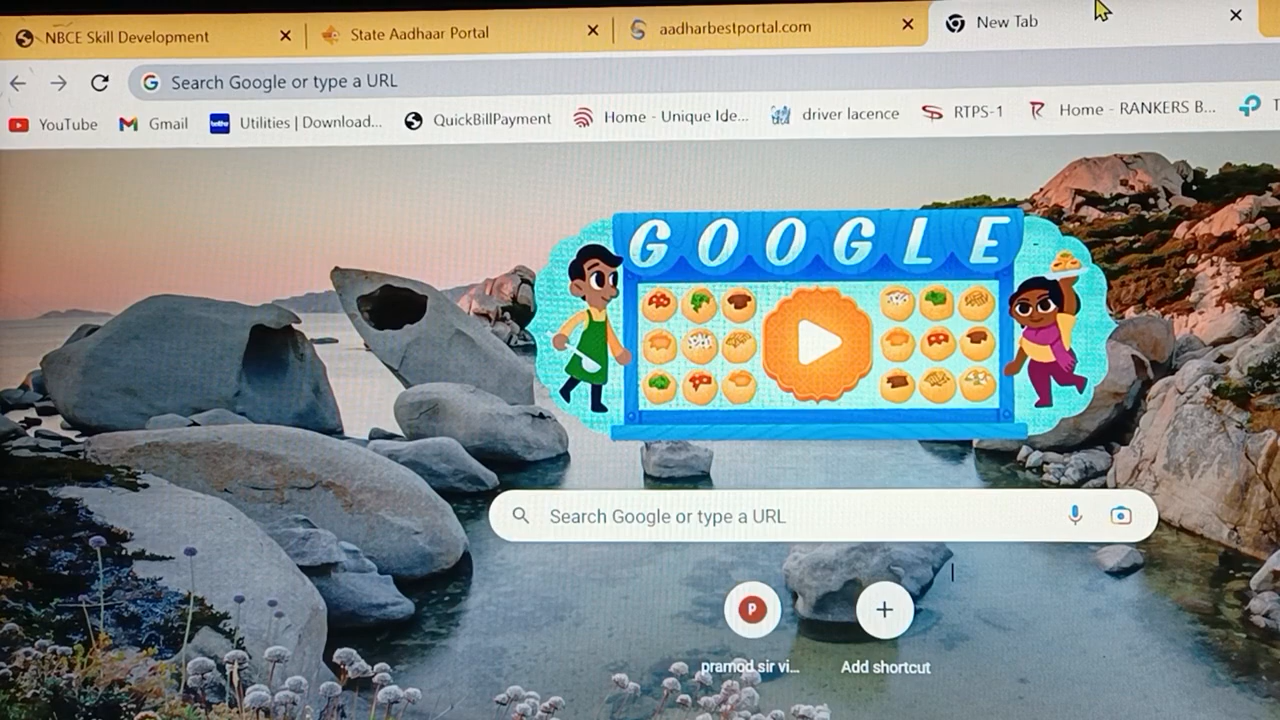 NBCE Skill Development State Aadhaar Portal aadharbestportal.com New Tab
Search Google or type a URL
YouTube Gmail Utilities | Download... QuickBillPayment Home - Unique Ide... driver lacence RTPS-1 Home - RANKERS B... T
GOOGLE
Search Google or type a URL
P
pramod sir vi... Add shortcut